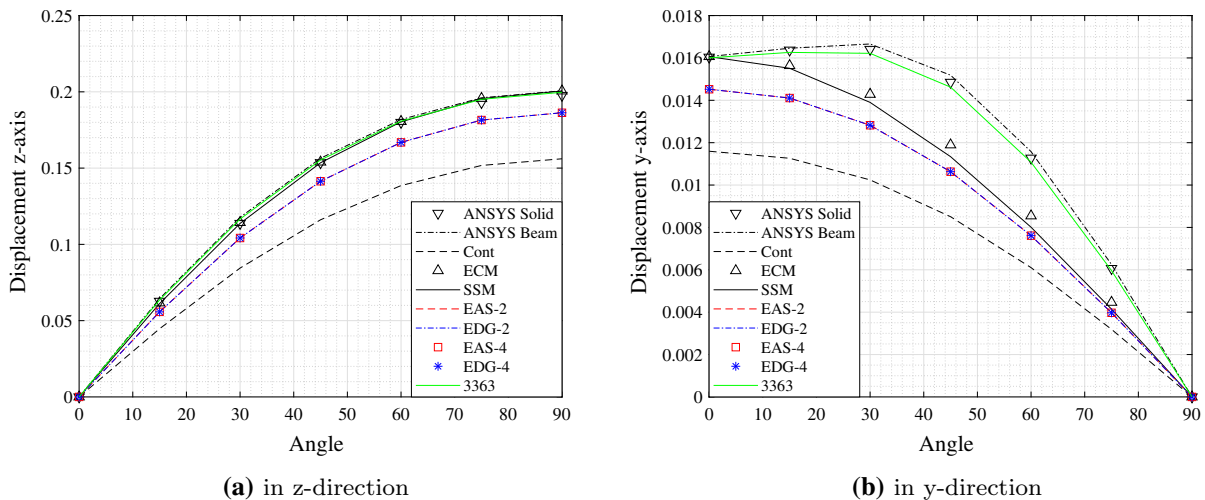 0.25
0.2
0.15
0.1
0.05
0
0 10 20 30 40 50 60 70 80 90
Displacement z-axis
Angle
ANSYS Solid
ANSYS Beam
Cont
ECM
SSM
EAS-2
EDG-2
EAS-4
EDG-4
3363
(a) in z-direction
0.018
0.016
0.014
0.012
0.01
0.008
0.006
0.004
0.002
0
0 10 20 30 40 50 60 70 80 90
Displacement y-axis
Angle
ANSYS Solid
ANSYS Beam
Cont
ECM
SSM
EAS-2
EDG-2
EAS-4
EDG-4
3363
(b) in y-direction